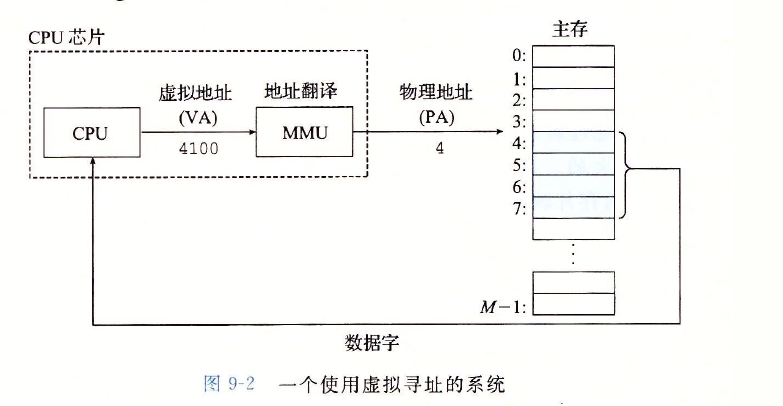 CPU 芯片
主存
虚拟地址
(VA)
4100
地址翻译
物理地址
(PA)
4
CPU
MMU
0:
1:
2:
3:
4:
5:
6:
7:
⋮
M−1:
数据字
图 9-2 一个使用虚拟寻址的系统